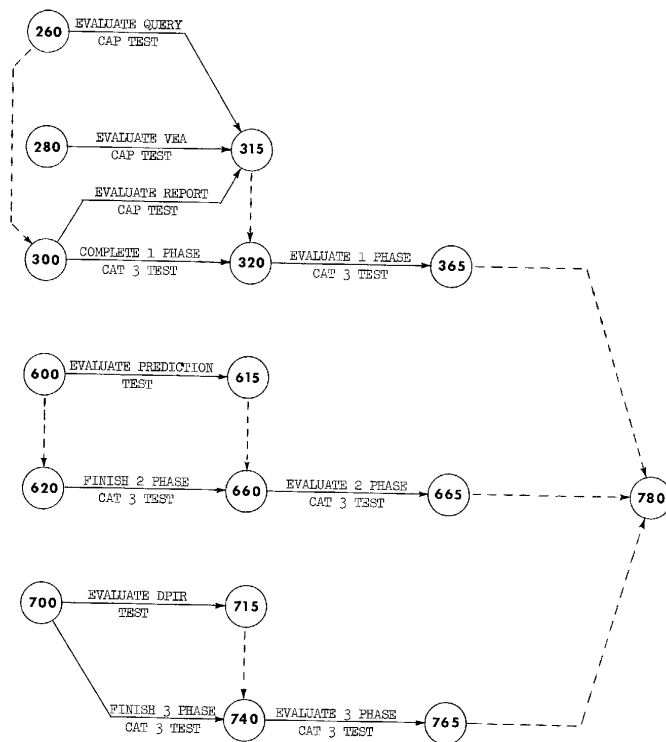 260
EVALUATE QUERY
CAP TEST
280
EVALUATE VEA
CAP TEST
315
EVALUATE REPORT
CAP TEST
300
COMPLETE 1 PHASE
CAT 3 TEST
320
EVALUATE 1 PHASE
CAT 3 TEST
365
600
EVALUATE PREDICTION
TEST
615
620
FINISH 2 PHASE
CAT 3 TEST
660
EVALUATE 2 PHASE
CAT 3 TEST
665
780
700
EVALUATE DPIR
TEST
715
FINISH 3 PHASE
CAT 3 TEST
740
EVALUATE 3 PHASE
CAT 3 TEST
765